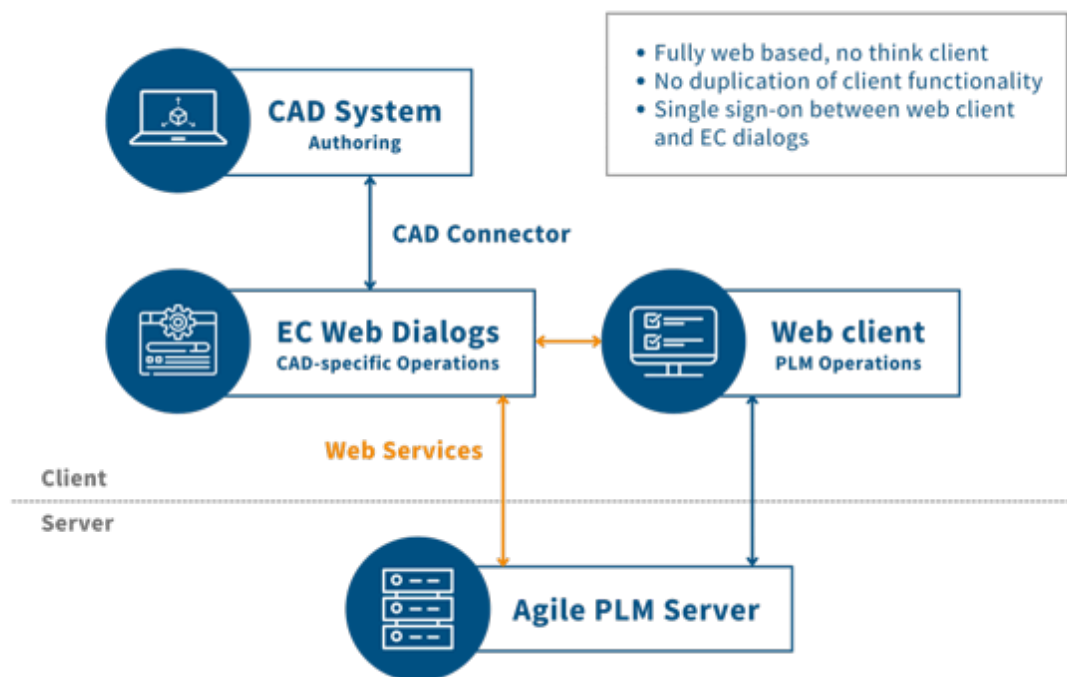 • Fully web based, no think client
• No duplication of client functionality
• Single sign-on between web client
and EC dialogs
CAD System
Authoring
CAD Connector
EC Web Dialogs
CAD-specific Operations
Web client
PLM Operations
Web Services
Client
Server
Agile PLM Server